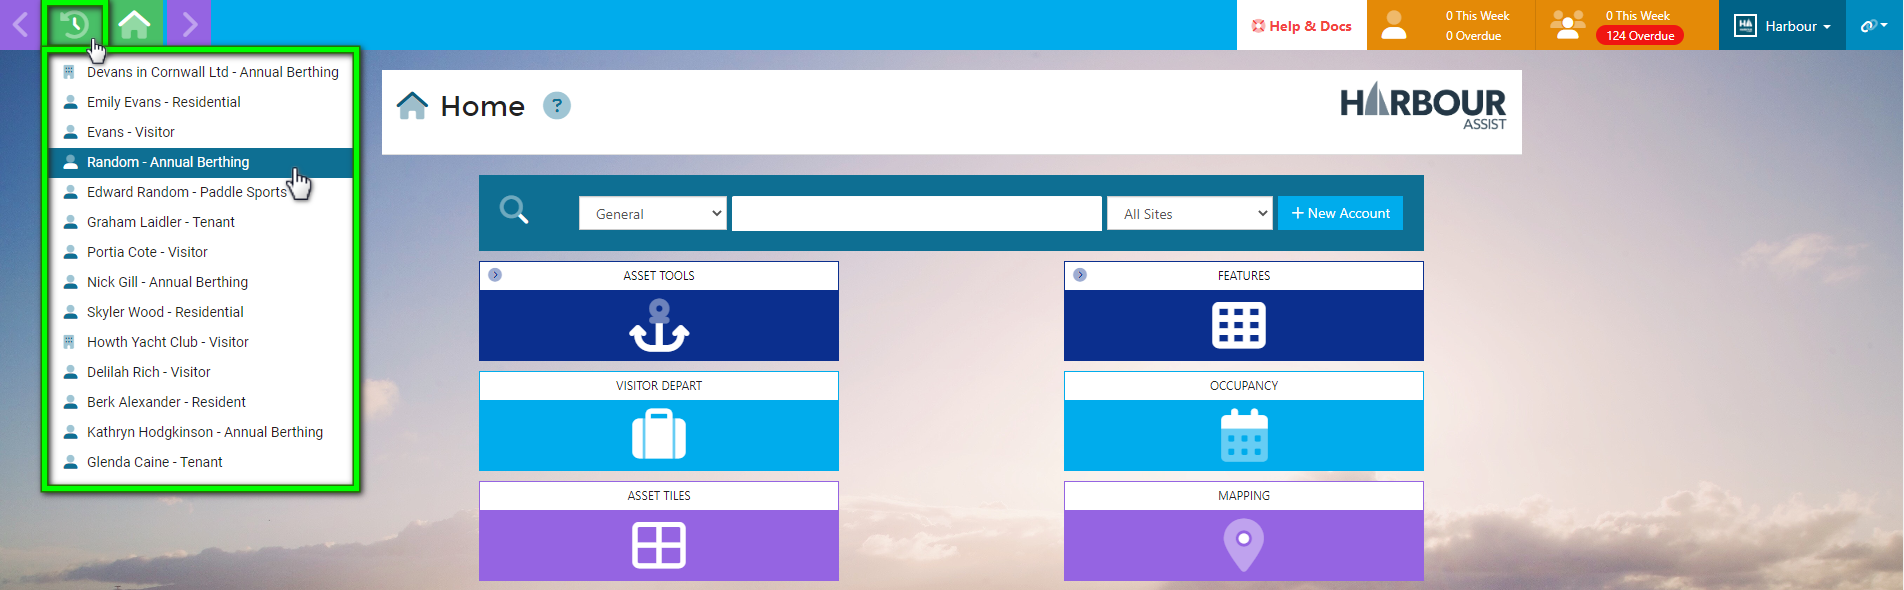 Help & Docs
0 This Week
0 Overdue
0 This Week
124 Overdue
Harbour
Devans in Cornwall Ltd - Annual Berthing
Emily Evans - Residential
Evans - Visitor
Random - Annual Berthing
Edward Random - Paddle Sports
Graham Laidler - Tenant
Portia Cote - Visitor
Nick Gill - Annual Berthing
Skyler Wood - Residential
Howth Yacht Club - Visitor
Delilah Rich - Visitor
Berk Alexander - Resident
Kathryn Hodgkinson - Annual Berthing
Glenda Caine - Tenant
Home ?
HARBOUR
ASSIST
General
All Sites
+ New Account
ASSET TOOLS
FEATURES
VISITOR DEPART
OCCUPANCY
ASSET TILES
MAPPING